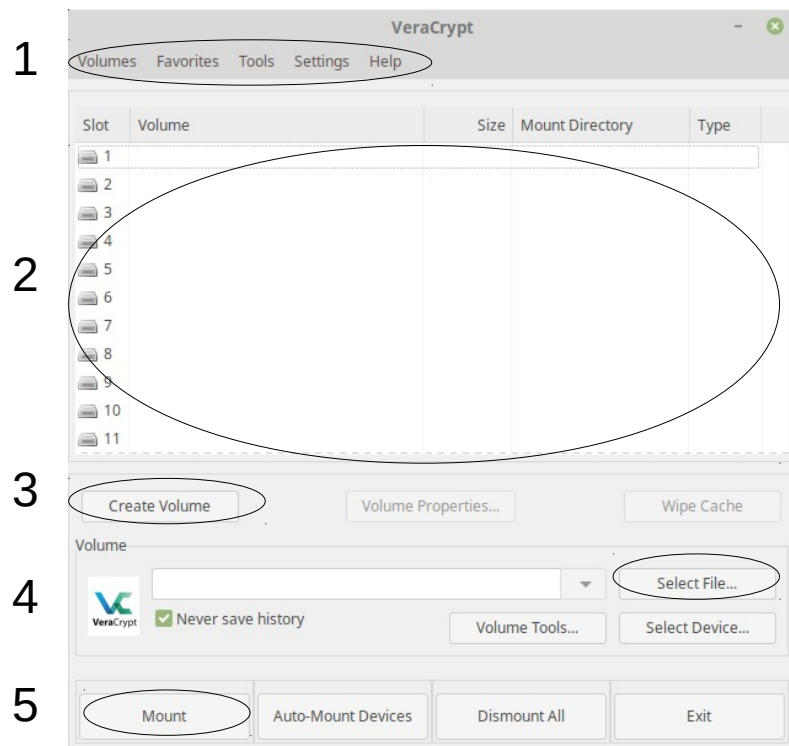 VeraCrypt
1
Volumes Favorites Tools Settings Help
Slot Volume Size Mount Directory Type
1
2
3
4
2
5
6
7
8
9
10
11
3
Create Volume Volume Properties... Wipe Cache
Volume
Select File...
4
VeraCrypt
Never save history
Volume Tools... Select Device...
5
Mount Auto-Mount Devices Dismount All Exit